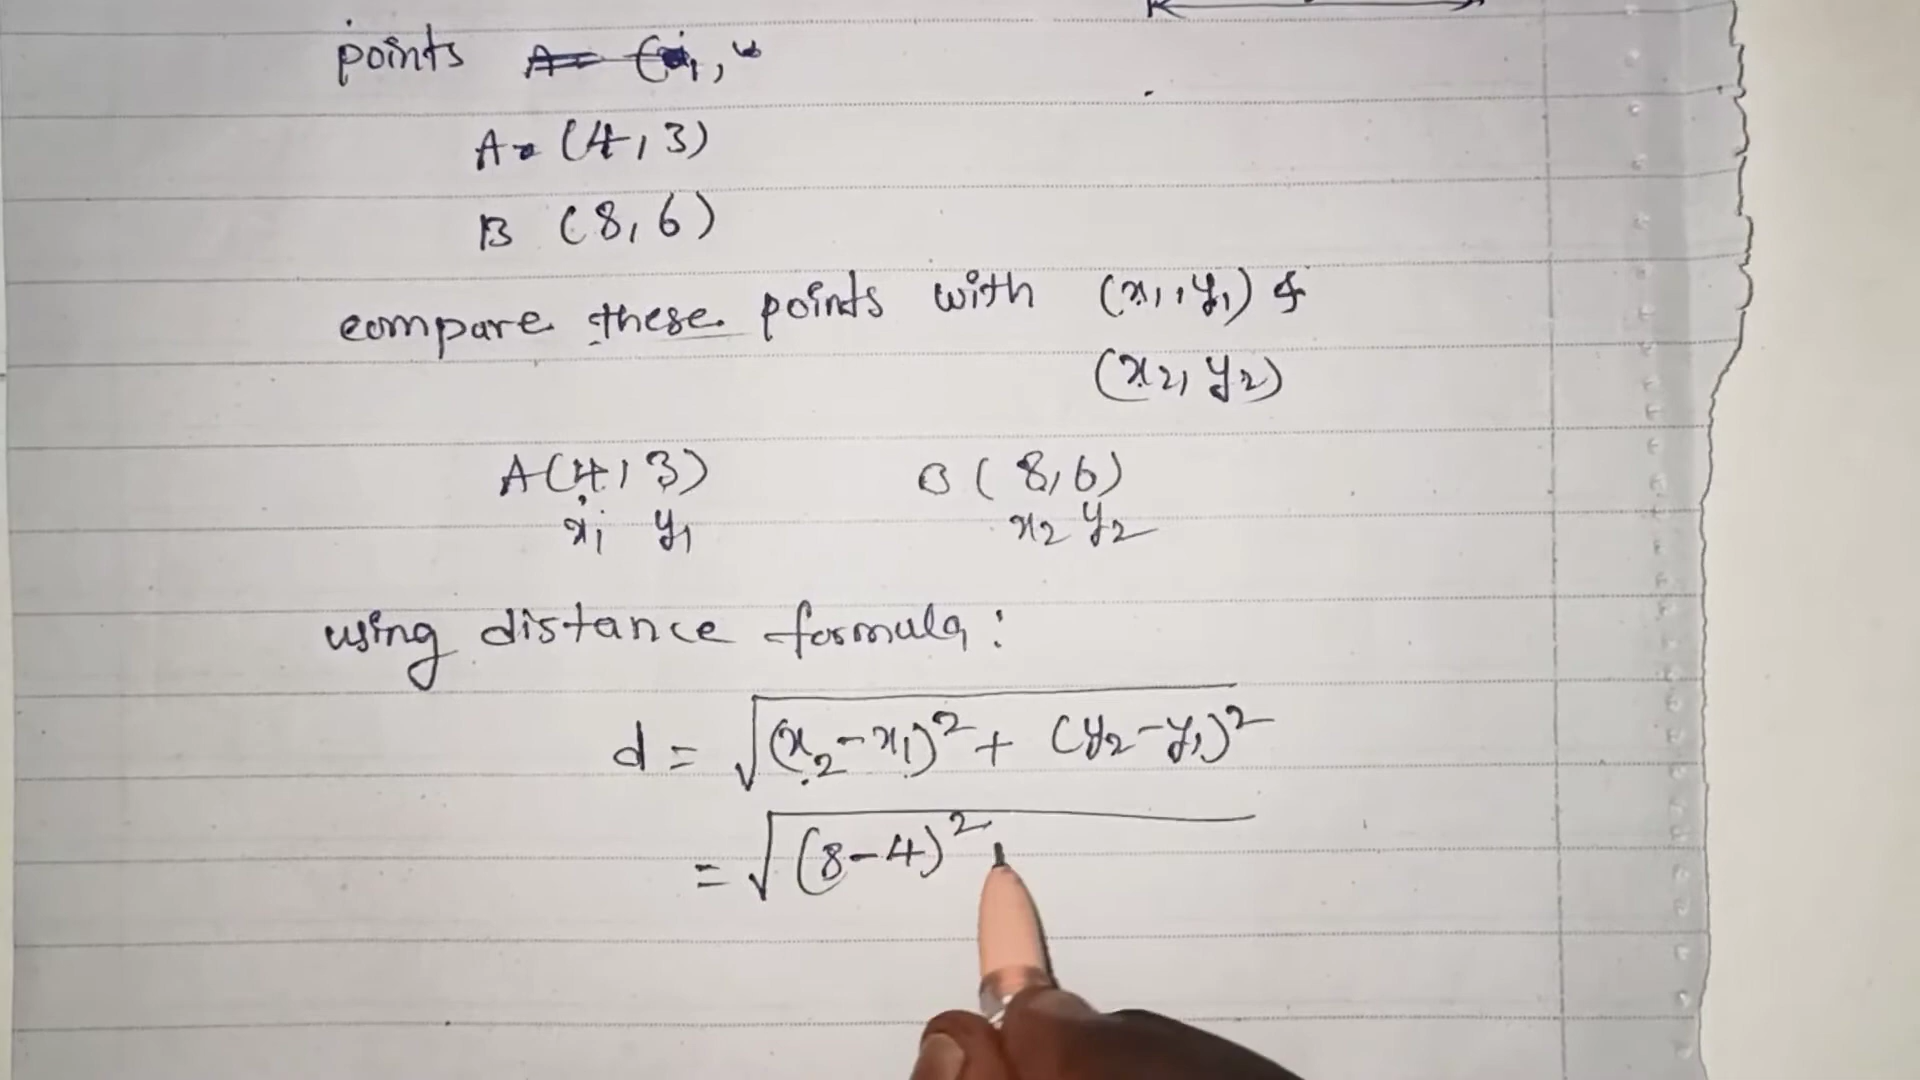 points
A= (4, 3)
B (8, 6)
compare these points with (x₁, y₁) &
(x₂, y₂)
A(4, 3) B (8, 6)
x₁ y₁ x₂ y₂
using distance formula:
d = √(x₂-x₁)² + (y₂-y₁)²
= √(8-4)²